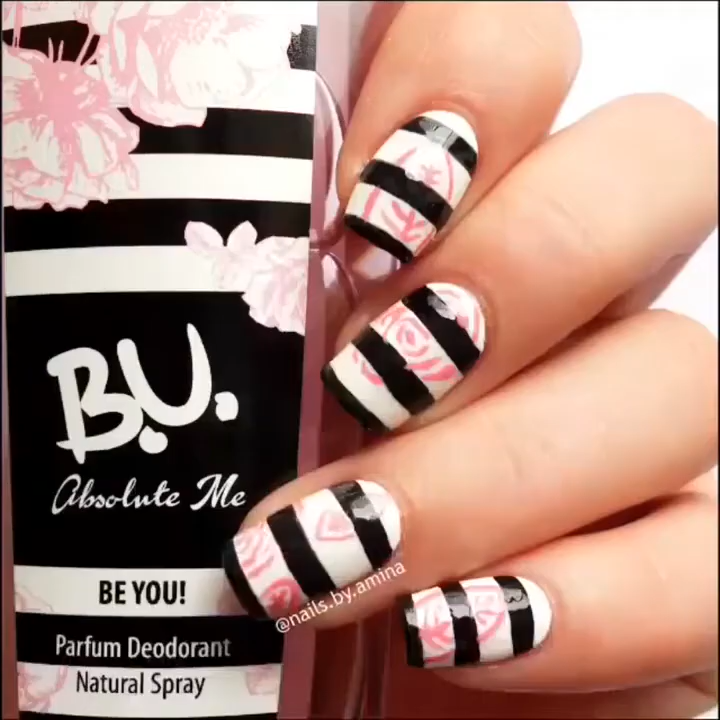 B.U.
Absolute Me
BE YOU!
Parfum Deodorant
Natural Spray
@nails.by.amina